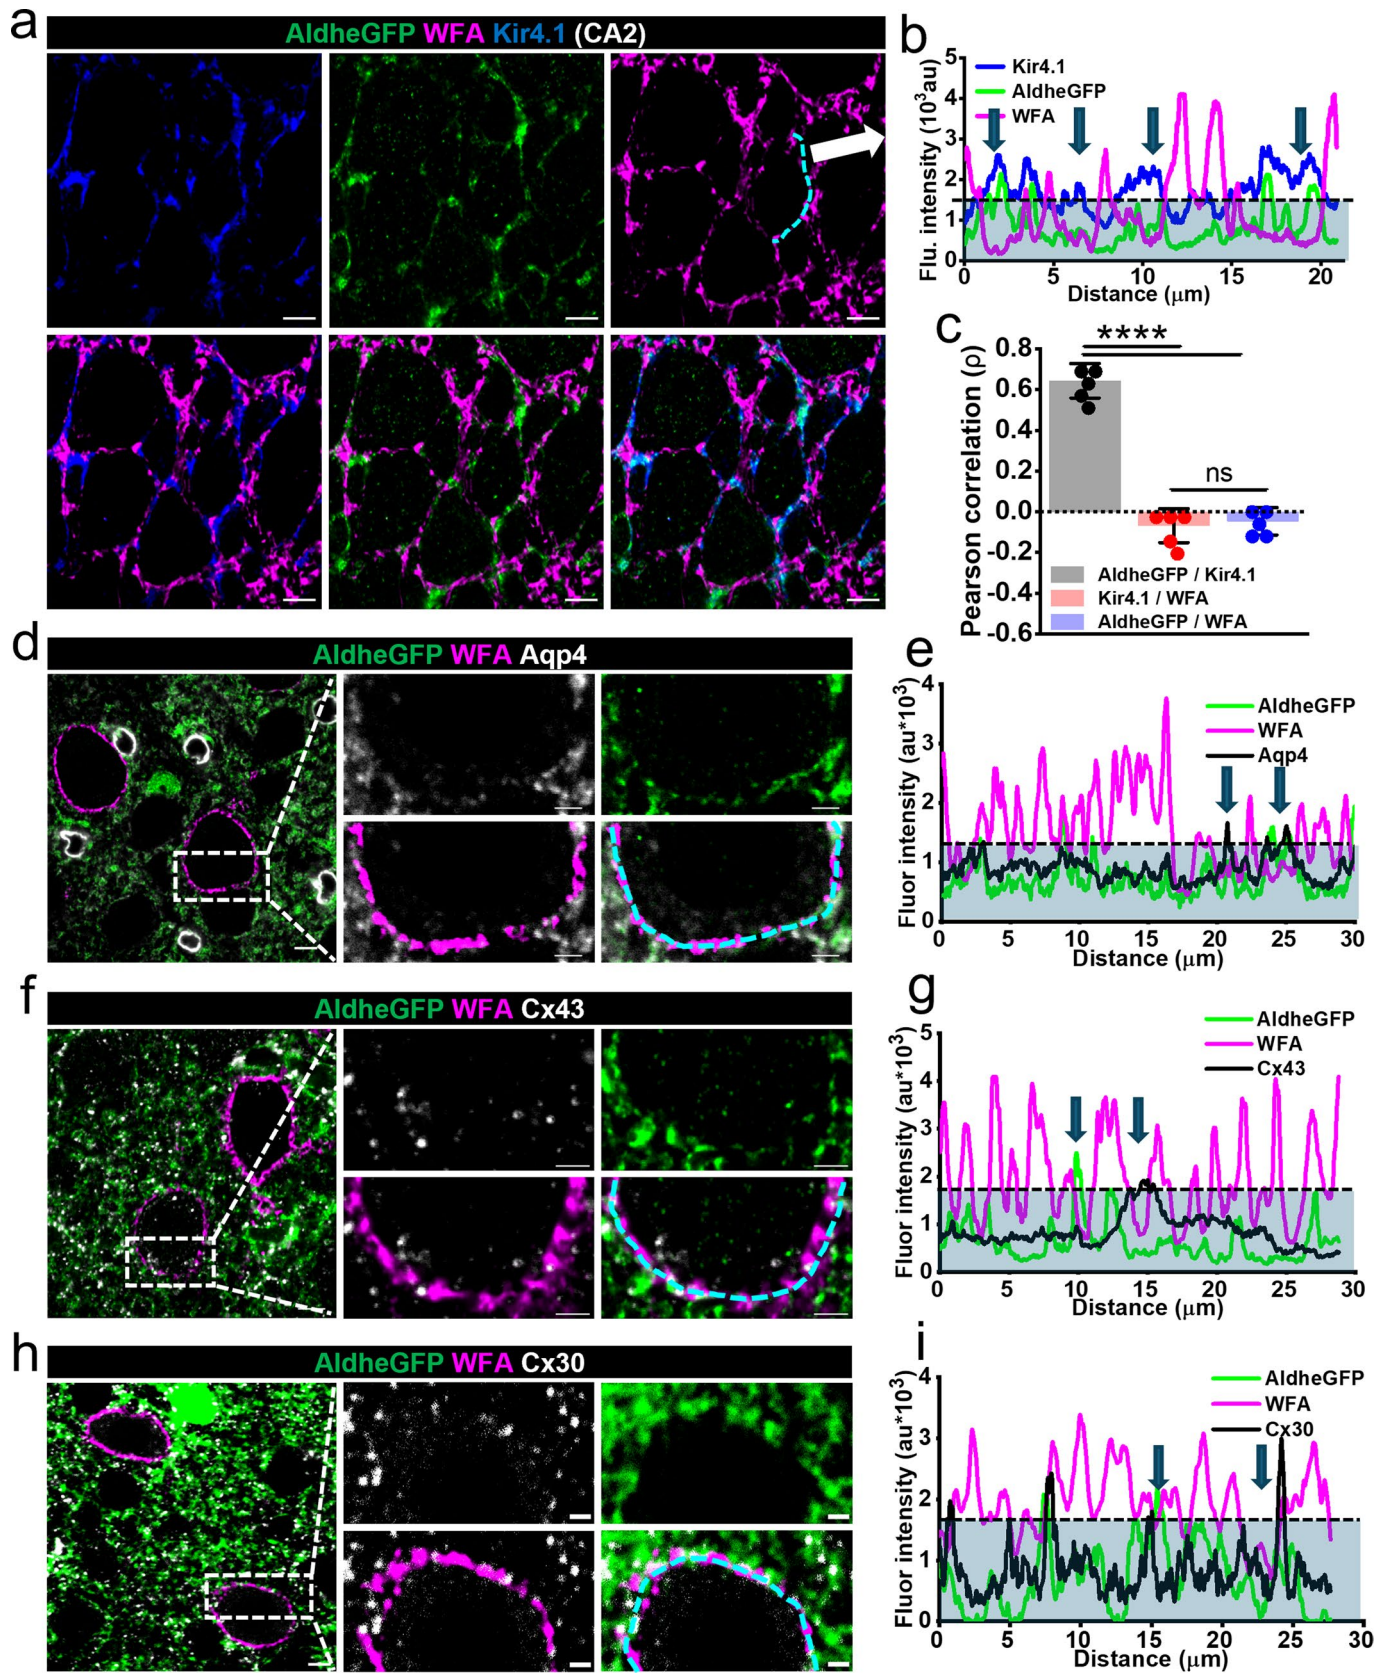 a
AldheGFP WFA Kir4.1 (CA2)
b
Flu. intensity (10³au)
5
4
3
2
1
0
Kir4.1
AldheGFP
WFA
0 5 10 15 20
Distance (μm)
c
Pearson correlation (ρ)
0.8
0.6
0.4
0.2
0.0
-0.2
-0.4
-0.6
****
ns
AldheGFP / Kir4.1
Kir4.1 / WFA
AldheGFP / WFA
d
AldheGFP WFA Aqp4
e
Fluor intensity (au*10³)
4
3
2
1
0
AldheGFP
WFA
Aqp4
0 5 10 15 20 25 30
Distance (μm)
f
AldheGFP WFA Cx43
g
Fluor intensity (au*10³)
5
4
3
2
1
0
AldheGFP
WFA
Cx43
0 5 10 15 20 25 30
Distance (μm)
h
AldheGFP WFA Cx30
i
Fluor intensity (au*10³)
4
3
2
1
0
AldheGFP
WFA
Cx30
0 5 10 15 20 25 30
Distance (μm)